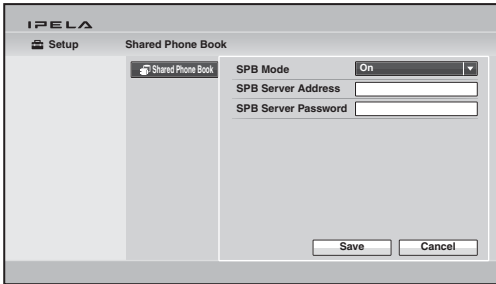 IPELA
Setup
Shared Phone Book
Shared Phone Book
SPB Mode
On
SPB Server Address
SPB Server Password
Save
Cancel